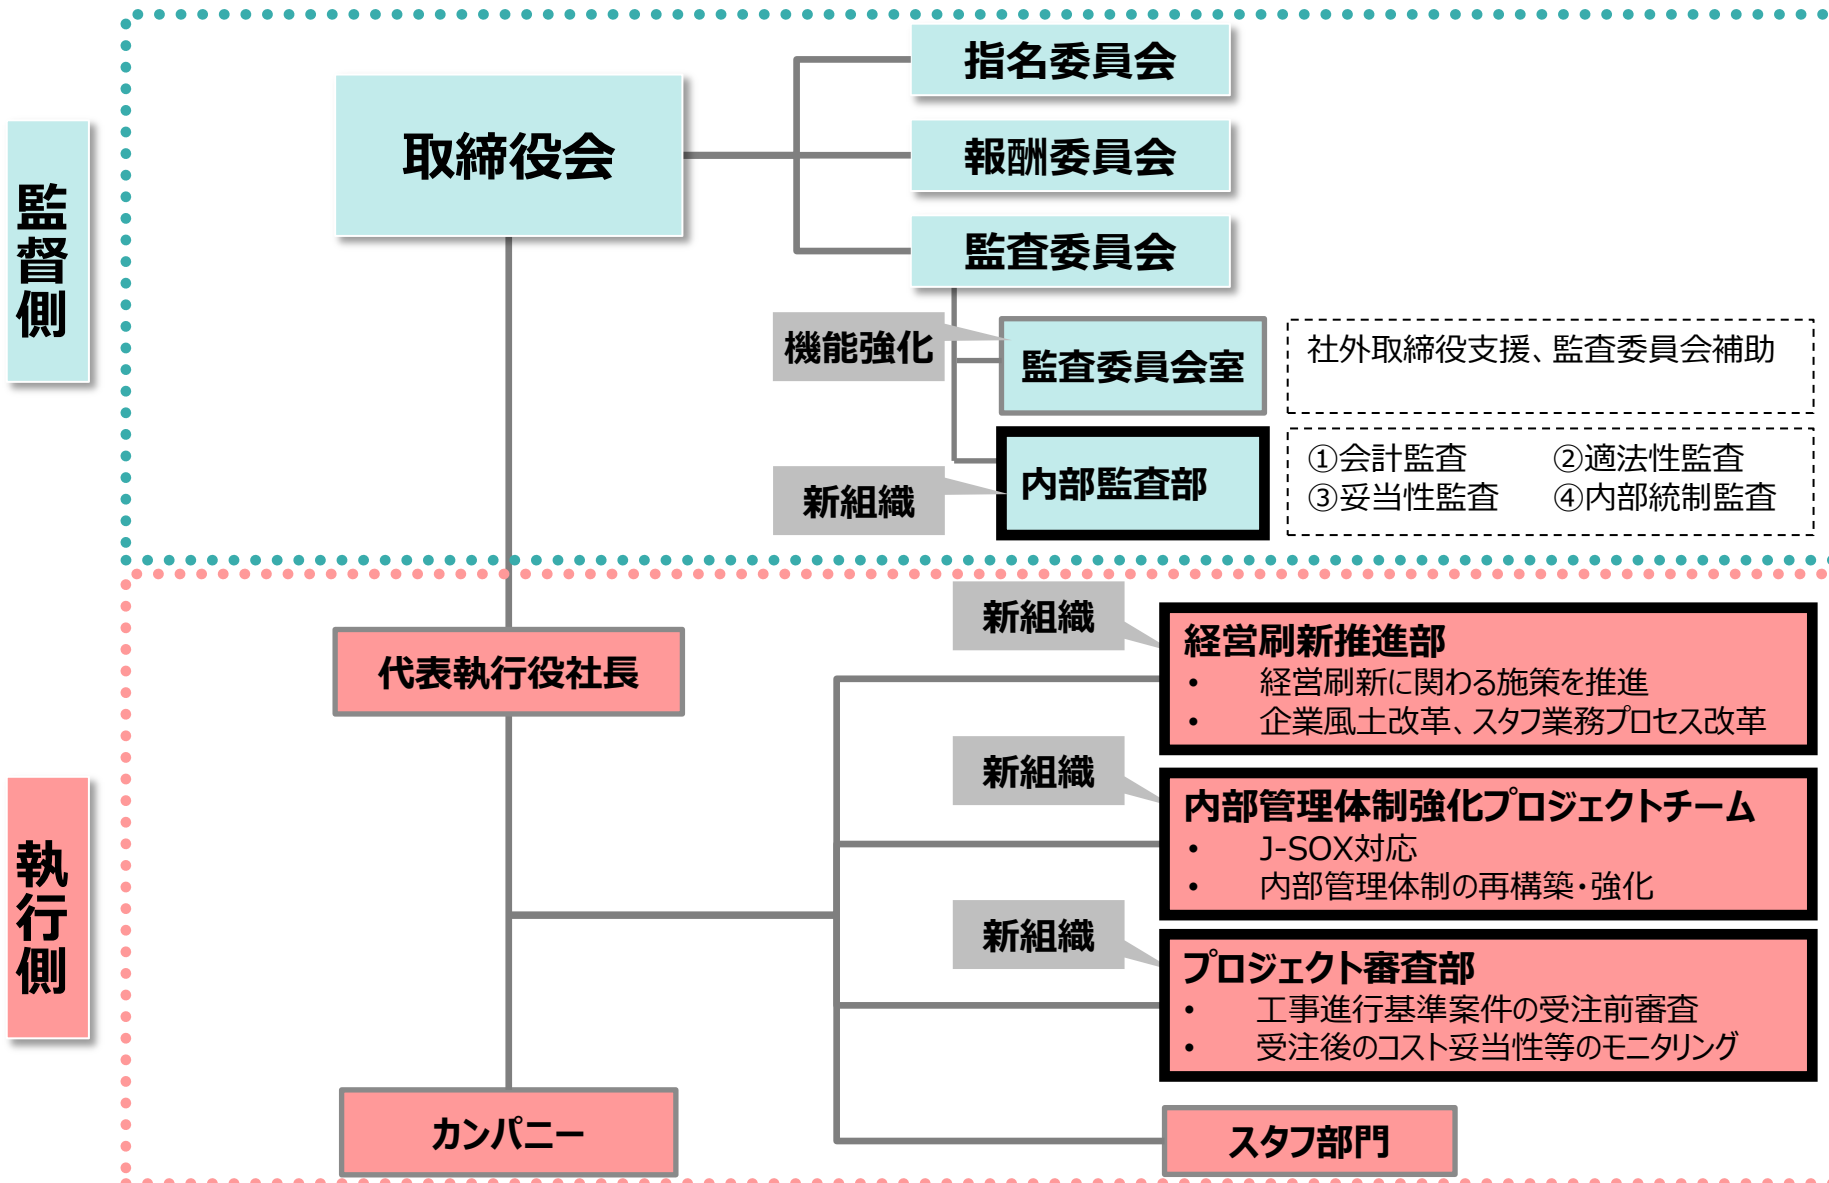 監督側
取締役会
指名委員会
報酬委員会
監査委員会
機能強化
監査委員会室
社外取締役支援、監査委員会補助
新組織
内部監査部
①会計監査 ②適法性監査
③妥当性監査 ④内部統制監査
執行側
代表執行役社長
新組織
経営刷新推進部
• 経営刷新に関わる施策を推進
• 企業風土改革、スタフ業務プロセス改革
新組織
内部管理体制強化プロジェクトチーム
• J-SOX対応
• 内部管理体制の再構築・強化
新組織
プロジェクト審査部
• 工事進行基準案件の受注前審査
• 受注後のコスト妥当性等のモニタリング
カンパニー
スタフ部門